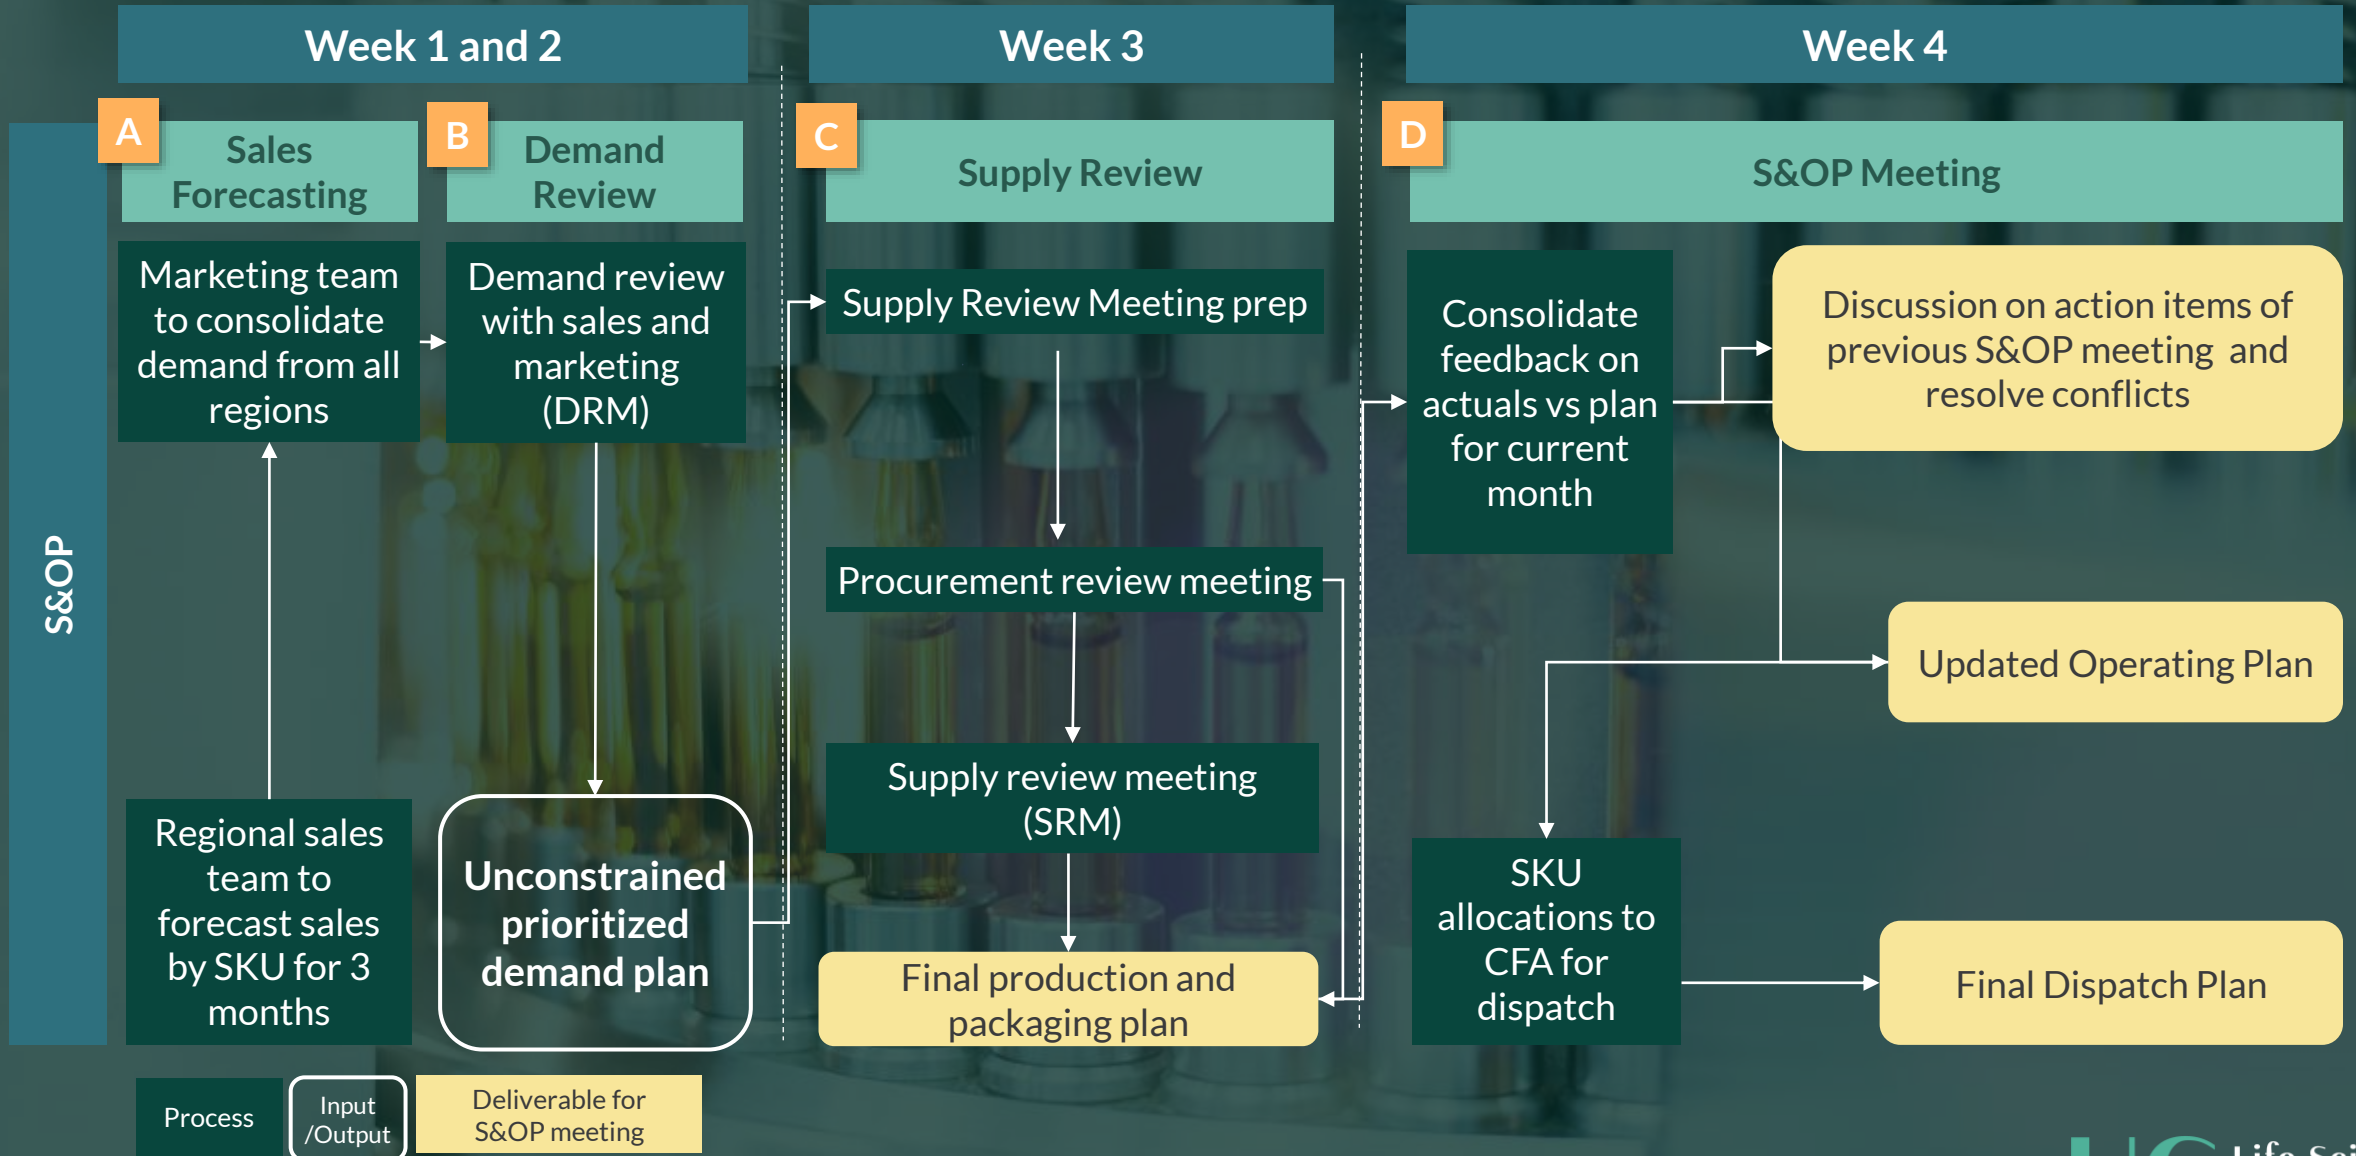 Week 1 and 2
Week 3
Week 4
S&OP
A
Sales
Forecasting
B
Demand
Review
C
Supply Review
D
S&OP Meeting
Marketing team
to consolidate
demand from all
regions
Regional sales
team to
forecast sales
by SKU for 3
months
Demand review
with sales and
marketing
(DRM)
Unconstrained
prioritized
demand plan
Supply Review Meeting prep
Procurement review meeting
Supply review meeting
(SRM)
Final production and
packaging plan
Consolidate
feedback on
actuals vs plan
for current
month
Discussion on action items of
previous S&OP meeting and
resolve conflicts
Updated Operating Plan
SKU
allocations to
CFA for
dispatch
Final Dispatch Plan
Process
Input
/Output
Deliverable for
S&OP meeting